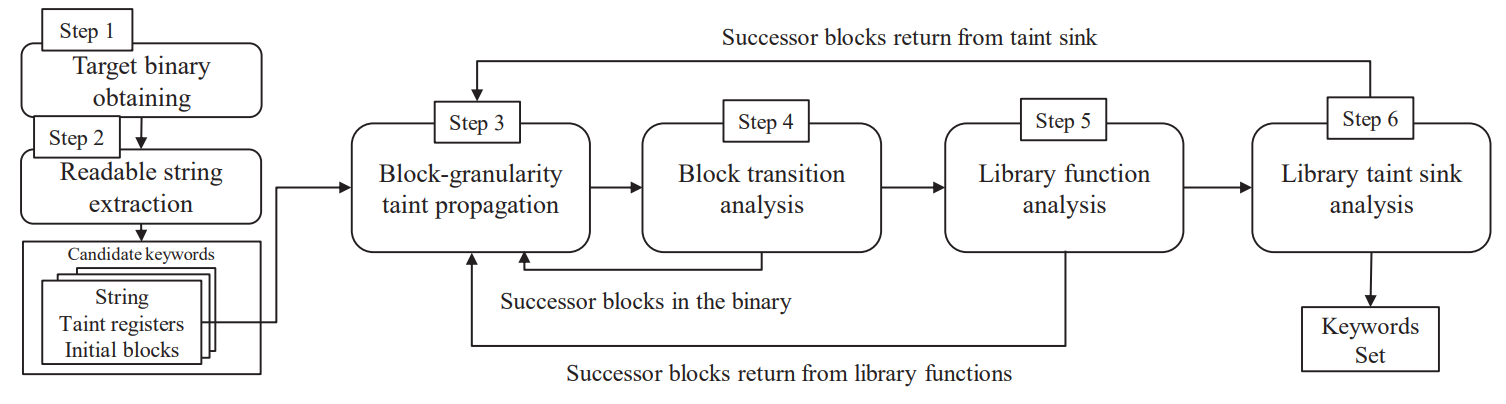 Step 1
Target binary
obtaining
Step 2
Readable string
extraction
Candidate keywords
String
Taint registers
Initial blocks
Successor blocks return from taint sink
Step 3
Block-granularity
taint propagation
Step 4
Block transition
analysis
Step 5
Library function
analysis
Step 6
Library taint sink
analysis
Successor blocks in the binary
Successor blocks return from library functions
Keywords
Set